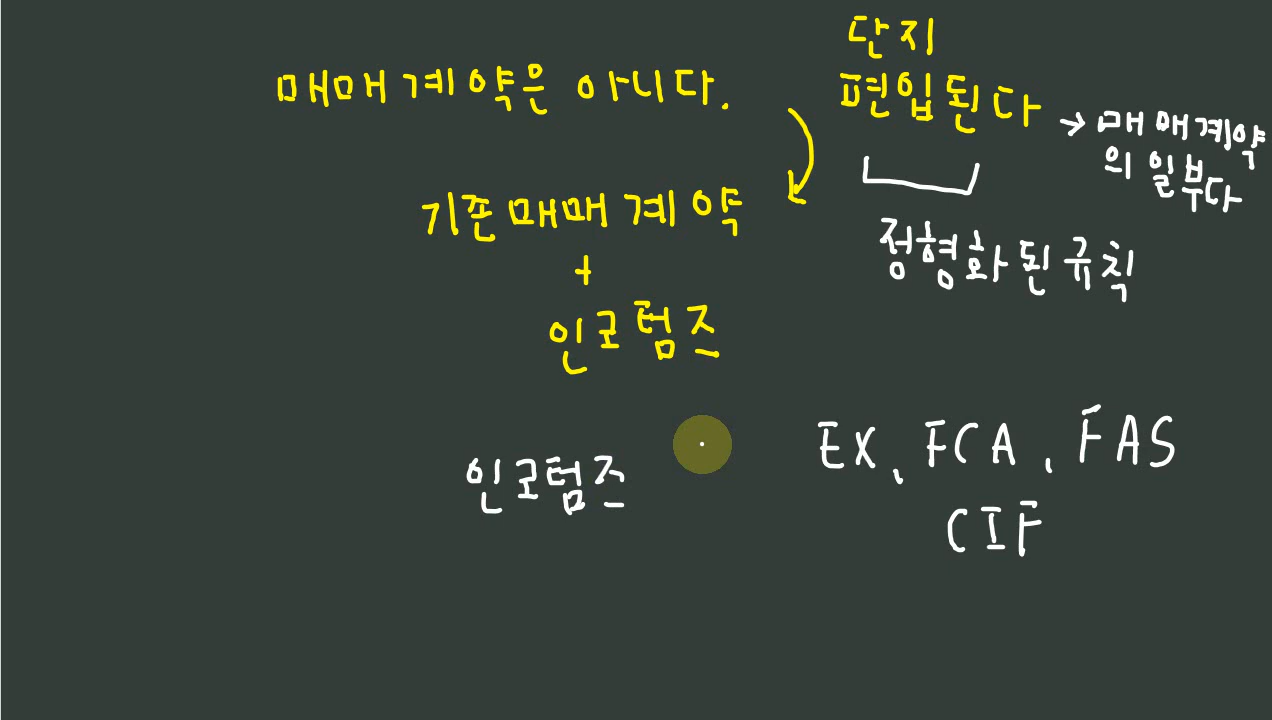 매매계약은 아니다.
단지
편입된다
→ 매매계약
의 일부다
기존매매계약
+
인코텀즈
정형화된 규칙
인코텀즈
EX, FCA, FAS
CIF